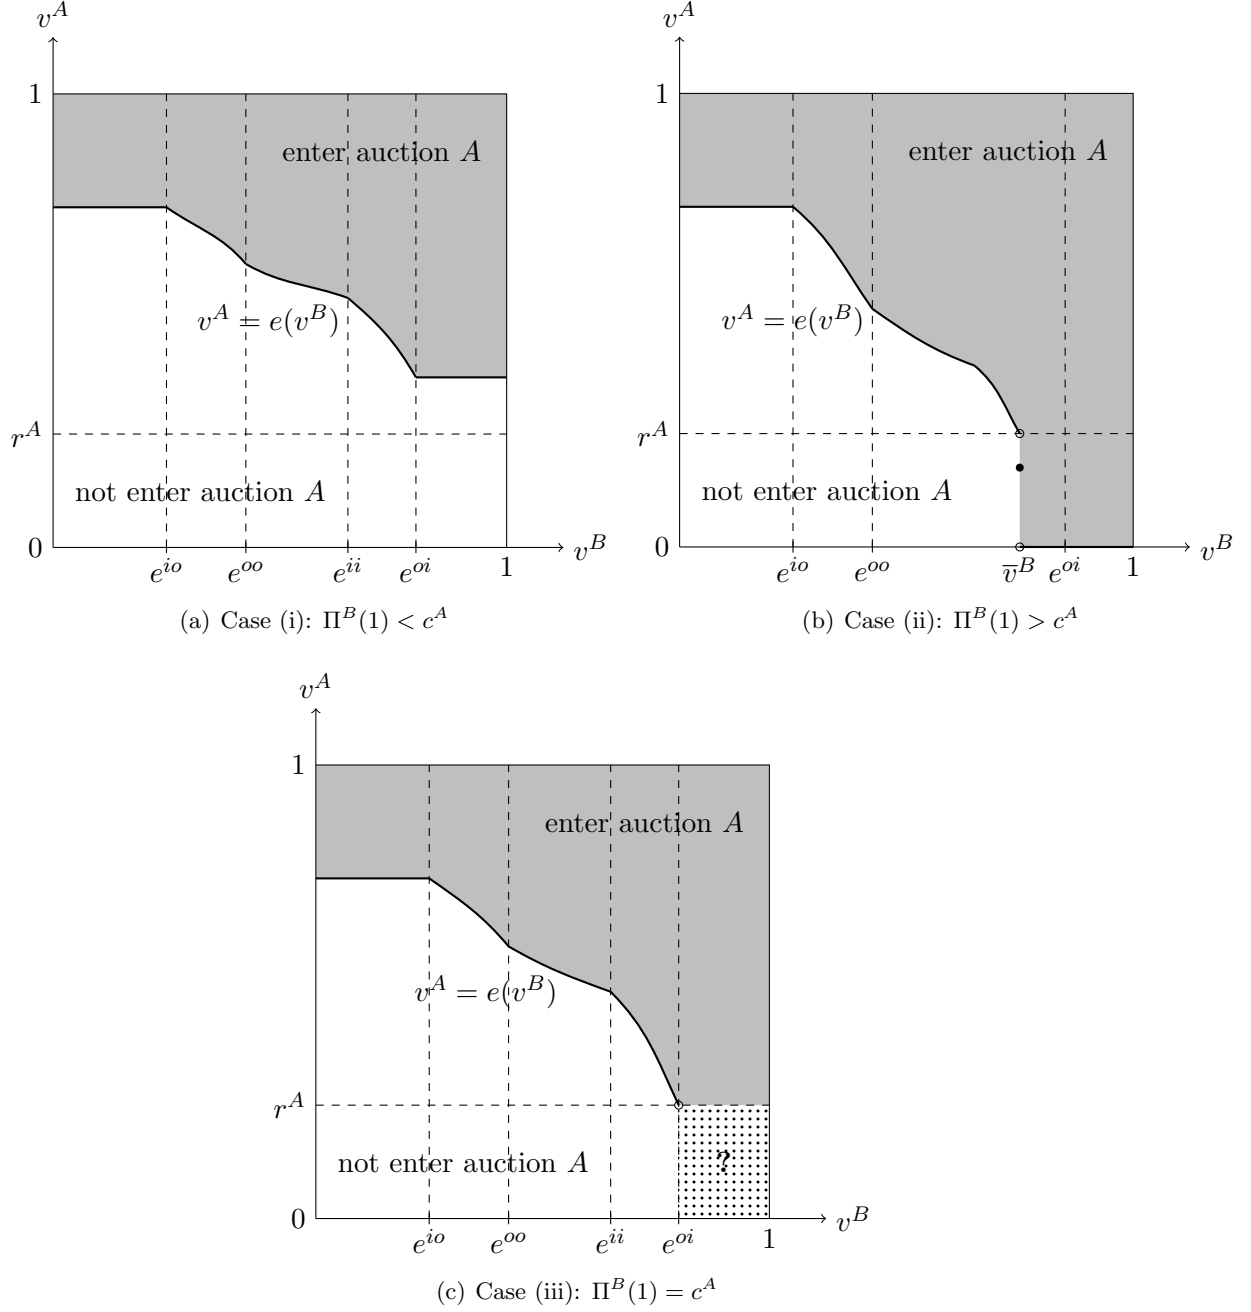 v^A
1
enter auction A
v^A = e(v^B)
r^A
not enter auction A
0
e^{io} e^{oo} e^{ii} e^{oi} 1 v^B
(a) Case (i): Π^B(1) < c^A
v^A
1
enter auction A
v^A = e(v^B)
r^A
not enter auction A
0
e^{io} e^{oo} v̅^B e^{oi} 1 v^B
(b) Case (ii): Π^B(1) > c^A
v^A
1
enter auction A
v^A = e(v^B)
r^A
not enter auction A ?
0
e^{io} e^{oo} e^{ii} e^{oi} 1 v^B
(c) Case (iii): Π^B(1) = c^A